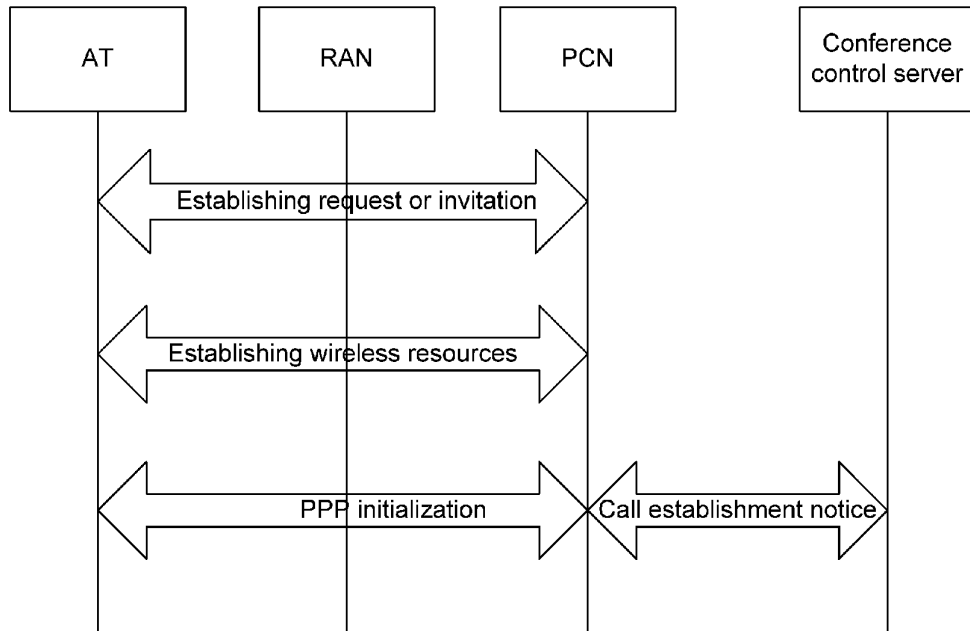 AT
RAN
PCN
Conference
control server
Establishing request or invitation
Establishing wireless resources
PPP initialization
Call establishment notice